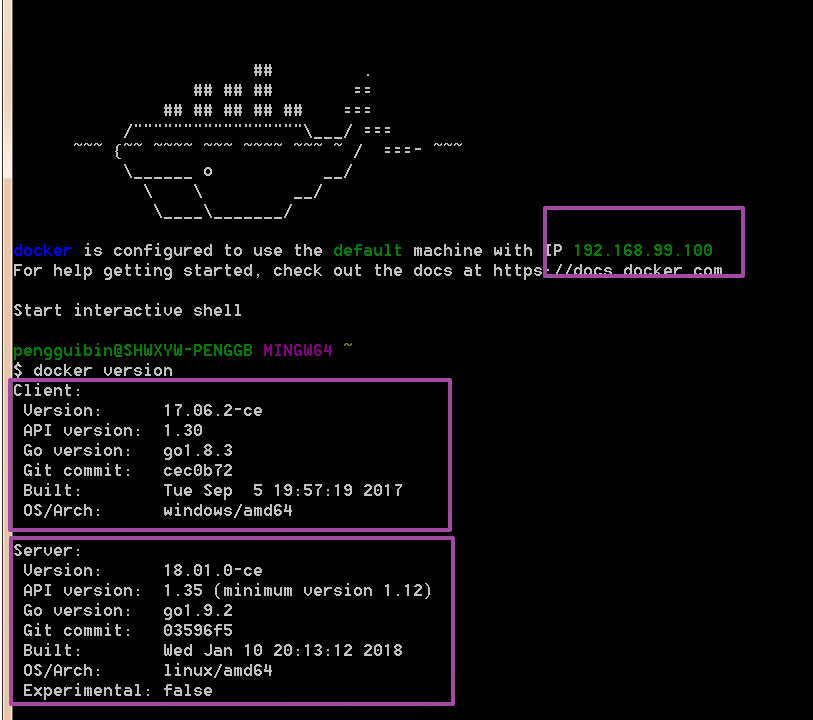 ##         .
                  ## ## ##        ==
               ## ## ## ## ##    ===
           /"""""""""""""""""\___/ ===
      ~~~ {~~ ~~~~ ~~~ ~~~~ ~~~ ~ /  ===- ~~~
           \______ o           __/
             \    \         __/
              \____\_______/
docker is configured to use the default machine with IP 192.168.99.100
For help getting started, check out the docs at https://docs.docker.com
Start interactive shell
pengguibin@SHWXYW-PENGGB MINGW64 ~
$ docker version
Client:
 Version:      17.06.2-ce
 API version:  1.30
 Go version:   go1.8.3
 Git commit:   cec0b72
 Built:        Tue Sep  5 19:57:19 2017
 OS/Arch:      windows/amd64
Server:
 Version:      18.01.0-ce
 API version:  1.35 (minimum version 1.12)
 Go version:   go1.9.2
 Git commit:   03596f5
 Built:        Wed Jan 10 20:13:12 2018
 OS/Arch:      linux/amd64
 Experimental: false